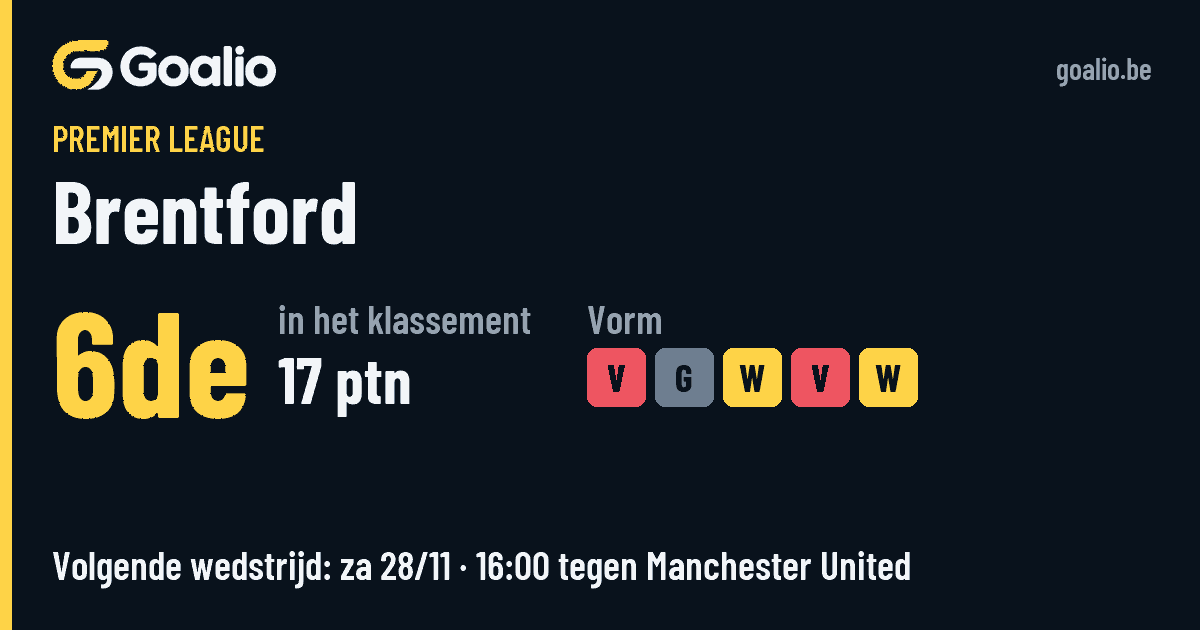 Goalio
goalio.be
PREMIER LEAGUE
Brentford
6de
in het klassement
17 ptn
Vorm
V G W V W
Volgende wedstrijd: za 28/11 · 16:00 tegen Manchester United